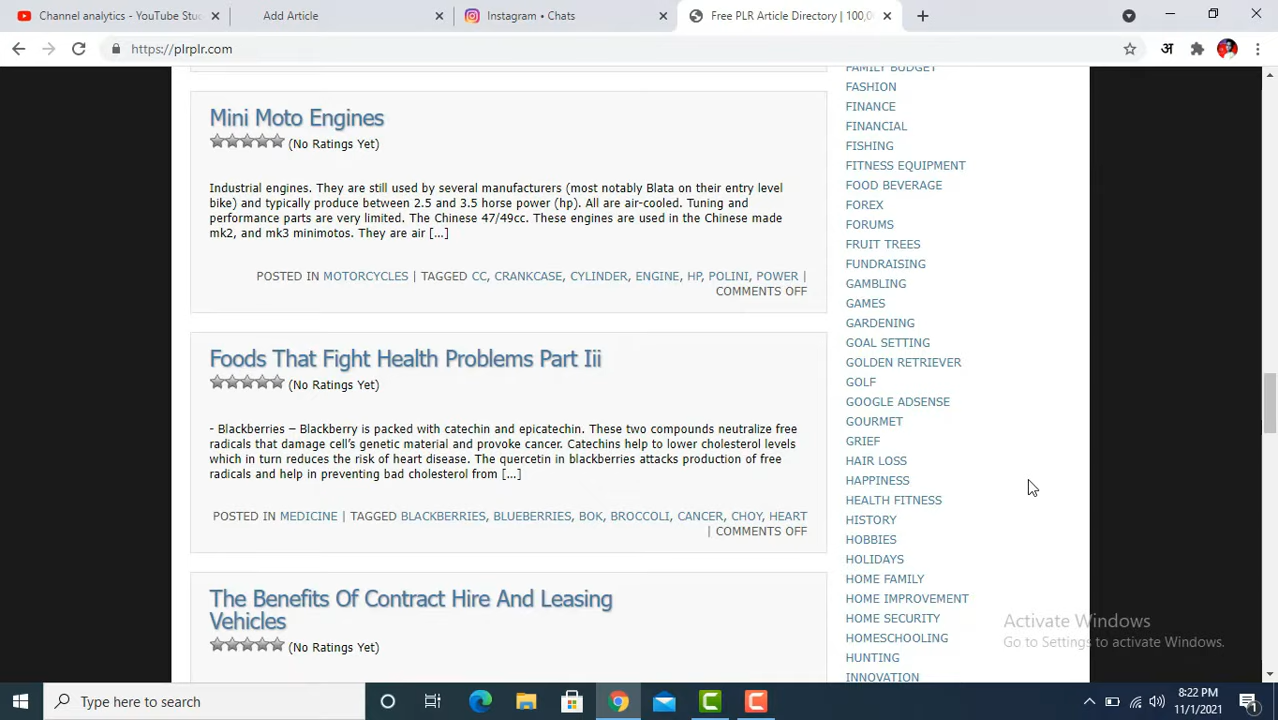 Channel analytics - YouTube Stu
Add Article
Instagram • Chats
Free PLR Article Directory | 100,0
https://plrplr.com
अ
Mini Moto Engines
(No Ratings Yet)
Industrial engines. They are still used by several manufacturers (most notably Blata on their entry level
bike) and typically produce between 2.5 and 3.5 horse power (hp). All are air-cooled. Tuning and
performance parts are very limited. The Chinese 47/49cc. These engines are used in the Chinese made
mk2, and mk3 minimotos. They are air [...]
POSTED IN MOTORCYCLES | TAGGED CC, CRANKCASE, CYLINDER, ENGINE, HP, POLINI, POWER |
COMMENTS OFF
Foods That Fight Health Problems Part Iii
(No Ratings Yet)
- Blackberries – Blackberry is packed with catechin and epicatechin. These two compounds neutralize free
radicals that damage cell's genetic material and provoke cancer. Catechins help to lower cholesterol levels
which in turn reduces the risk of heart disease. The quercetin in blackberries attacks production of free
radicals and help in preventing bad cholesterol from [...]
POSTED IN MEDICINE | TAGGED BLACKBERRIES, BLUEBERRIES, BOK, BROCCOLI, CANCER, CHOY, HEART
| COMMENTS OFF
The Benefits Of Contract Hire And Leasing
Vehicles
(No Ratings Yet)
FAMILY BUDGET
FASHION
FINANCE
FINANCIAL
FISHING
FITNESS EQUIPMENT
FOOD BEVERAGE
FOREX
FORUMS
FRUIT TREES
FUNDRAISING
GAMBLING
GAMES
GARDENING
GOAL SETTING
GOLDEN RETRIEVER
GOLF
GOOGLE ADSENSE
GOURMET
GRIEF
HAIR LOSS
HAPPINESS
HEALTH FITNESS
HISTORY
HOBBIES
HOLIDAYS
HOME FAMILY
HOME IMPROVEMENT
HOME SECURITY
HOMESCHOOLING
HUNTING
INNOVATION
Activate Windows
Go to Settings to activate Windows.
Type here to search
8:22 PM
11/1/2021
1